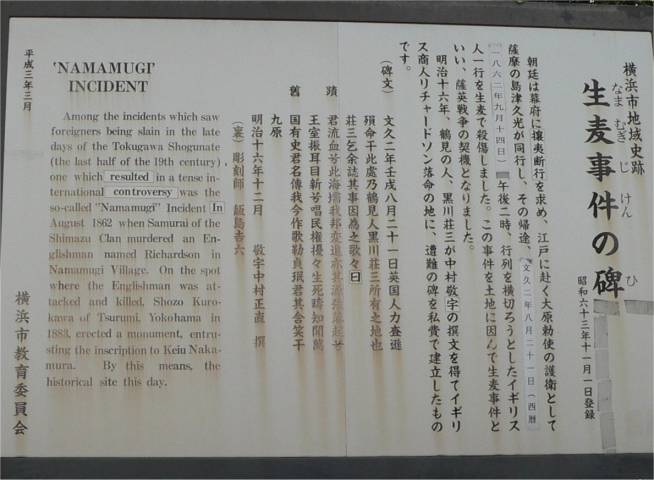 横浜市地域史跡
生麦事件の碑
なま むぎ じ けん ひ
昭和六十三年十一月一日登録
朝廷は幕府に攘夷断行を求め、江戸に赴く大原勅使の護衛として
薩摩の島津久光が同行し、その帰途、文久二年八月二十一日(西暦
一八六二年九月十四日)午後二時、行列を横切ろうとしたイギリス
人一行を生麦で殺傷しました。この事件を土地に因んで生麦事件と
いい、薩英戦争の契機となりました。
明治十六年、鶴見の人、黒川荘三が中村敬宇の撰文を得てイギリ
ス商人リチャードソン落命の地に、遭難の碑を私費で建立したもの
です。
(碑文) 文久二年壬戌八月二十一日英国人力査遜
殞命于此處乃鶴見人黒川荘三所有之地也
荘三乞余誌其事因為之歌々曰
君流血兮此海壖我邦変進亦其源強藩起兮
蹟 王室振耳目新兮唱民権擾々生死疇知聞萬
舊 国有史君名傳我今作歌勒貞珉君其含笑于
九原
明治十六年十二月 敬宇中村正直 撰
(裏)彫刻師 飯島吉六
'NAMAMUGI'
INCIDENT
Among the incidents which saw
foreigners being slain in the late
days of the Tokugawa Shogunate
(the last half of the 19th century),
one which resulted in a tense in-
ternational controversy was the
so-called "Namamugi" Incident In
August 1862 when Samurai of the
Shimazu Clan murdered an En-
glishman named Richardson in
Namamugi Village. On the spot
where the Englishman was at-
tacked and killed, Shozo Kuro-
kawa of Tsurumi, Yokohama in
1883, erected a monument, entru-
sting the inscription to Keiu Naka-
mura. By this means, the
historical site this day.
平成三年三月
横浜市教育委員会